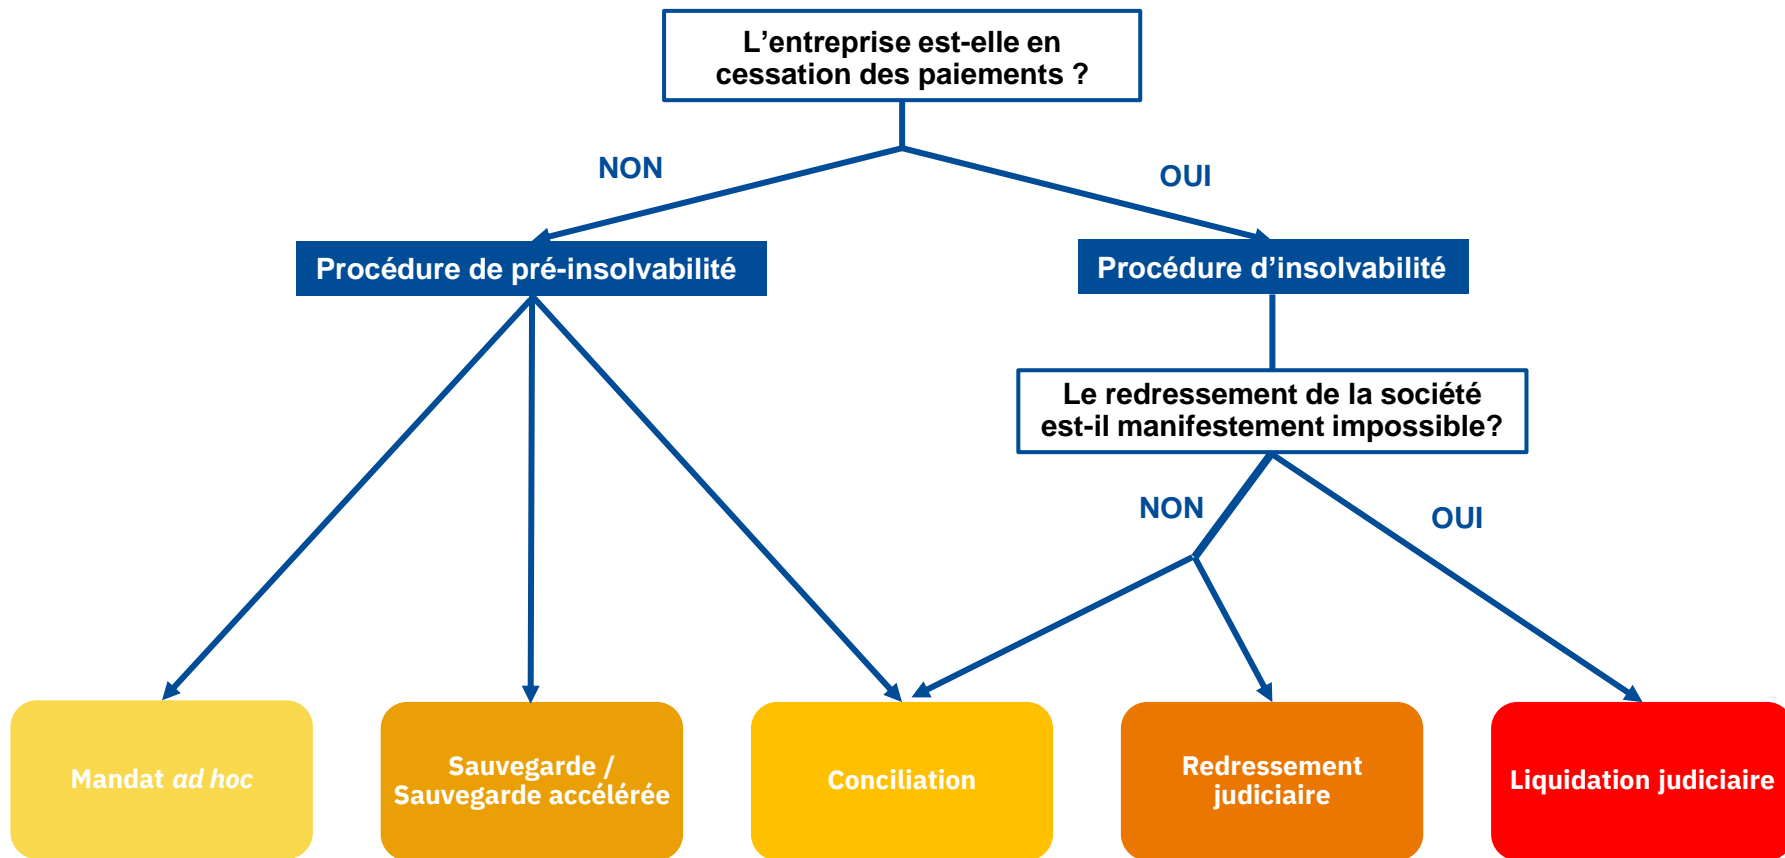 L’entreprise est-elle en
cessation des paiements ?
NON
OUI
Procédure de pré-insolvabilité
Procédure d’insolvabilité
Le redressement de la société
est-il manifestement impossible?
NON
OUI
Mandat ad hoc
Sauvegarde /
Sauvegarde accélérée
Conciliation
Redressement
judiciaire
Liquidation judiciaire